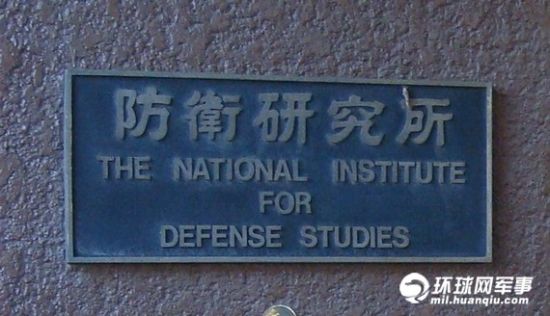 防衛研究所
THE NATIONAL INSTITUTE
FOR
DEFENSE STUDIES
环球网军事
mil.huanqiu.com